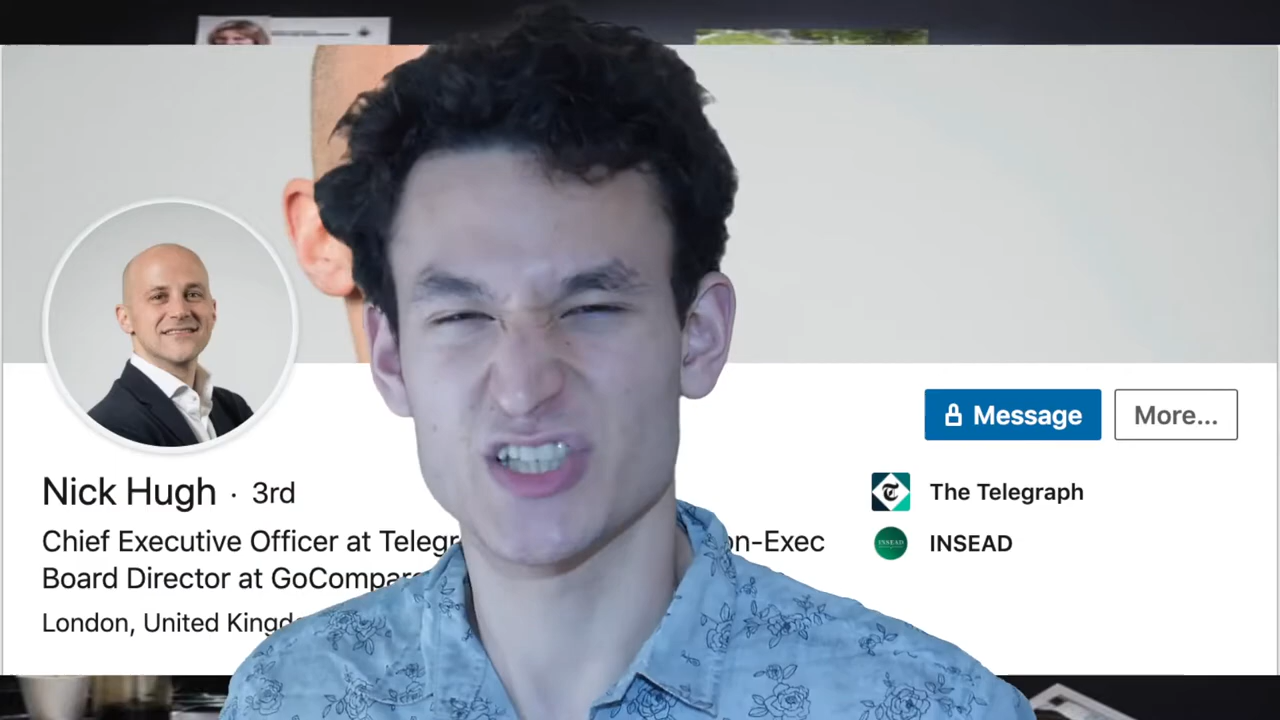 Message
More...
Nick Hugh · 3rd
The Telegraph
Chief Executive Officer at Telegr
on-Exec
INSEAD
Board Director at GoCompare
London, United Kingd